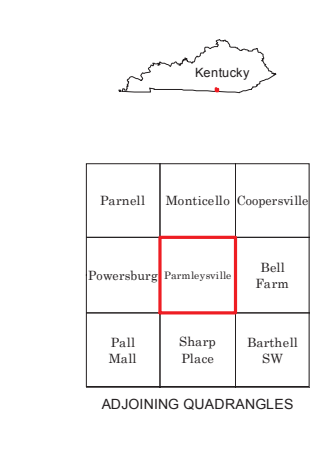 Kentucky
Parnell Monticello Coopersville
Powersburg Parmleysville Bell Farm
Pall Mall Sharp Place Barthell SW
ADJOINING QUADRANGLES